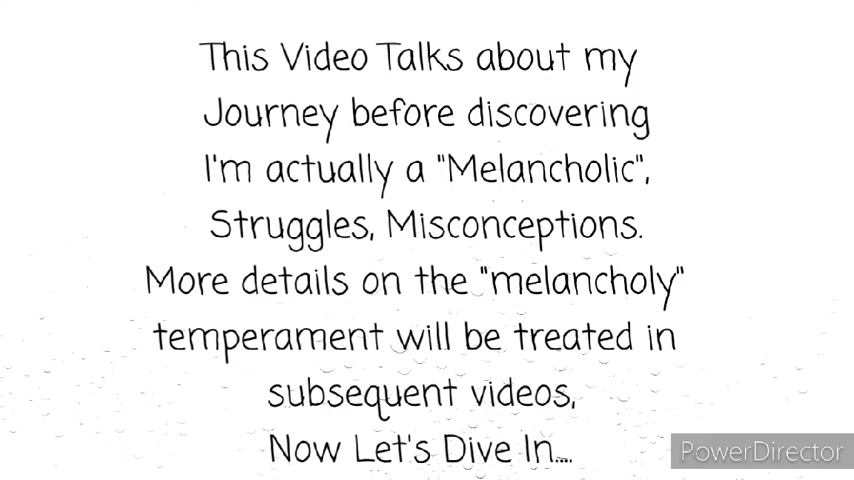 This Video Talks about my
Journey before discovering
I'm actually a "Melancholic",
Struggles, Misconceptions.
More details on the "melancholy"
temperament will be treated in
subsequent videos,
Now Let's Dive In....
PowerDirector